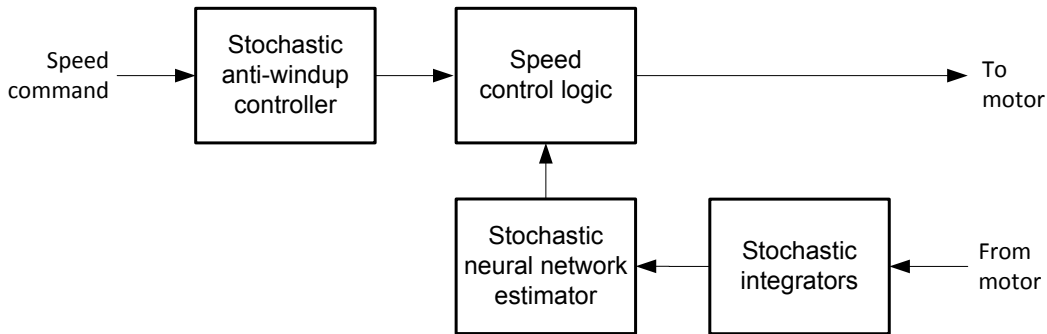 Speed
command
Stochastic
anti-windup
controller
Speed
control logic
To
motor
Stochastic
neural network
estimator
Stochastic
integrators
From
motor